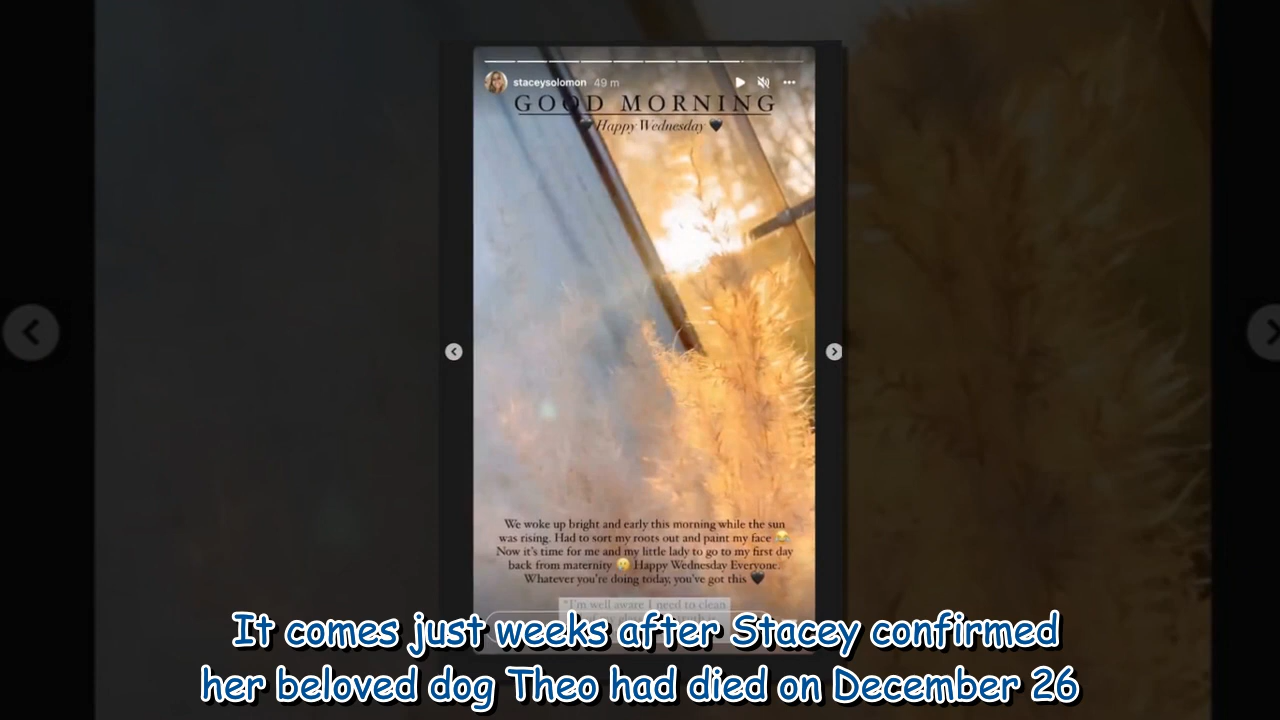 staceysolomon 49 m
GOOD MORNING
🖤 Happy Wednesday 🖤
We woke up bright and early this morning while the sun
was rising. Had to sort my roots out and paint my face 😂
Now it's time for me and my little lady to go to my first day
back from maternity 🥲 Happy Wednesday Everyone.
Whatever you're doing today, you've got this 🖤
"I'm well aware I need to clean
It comes just weeks after Stacey confirmed
her beloved dog Theo had died on December 26